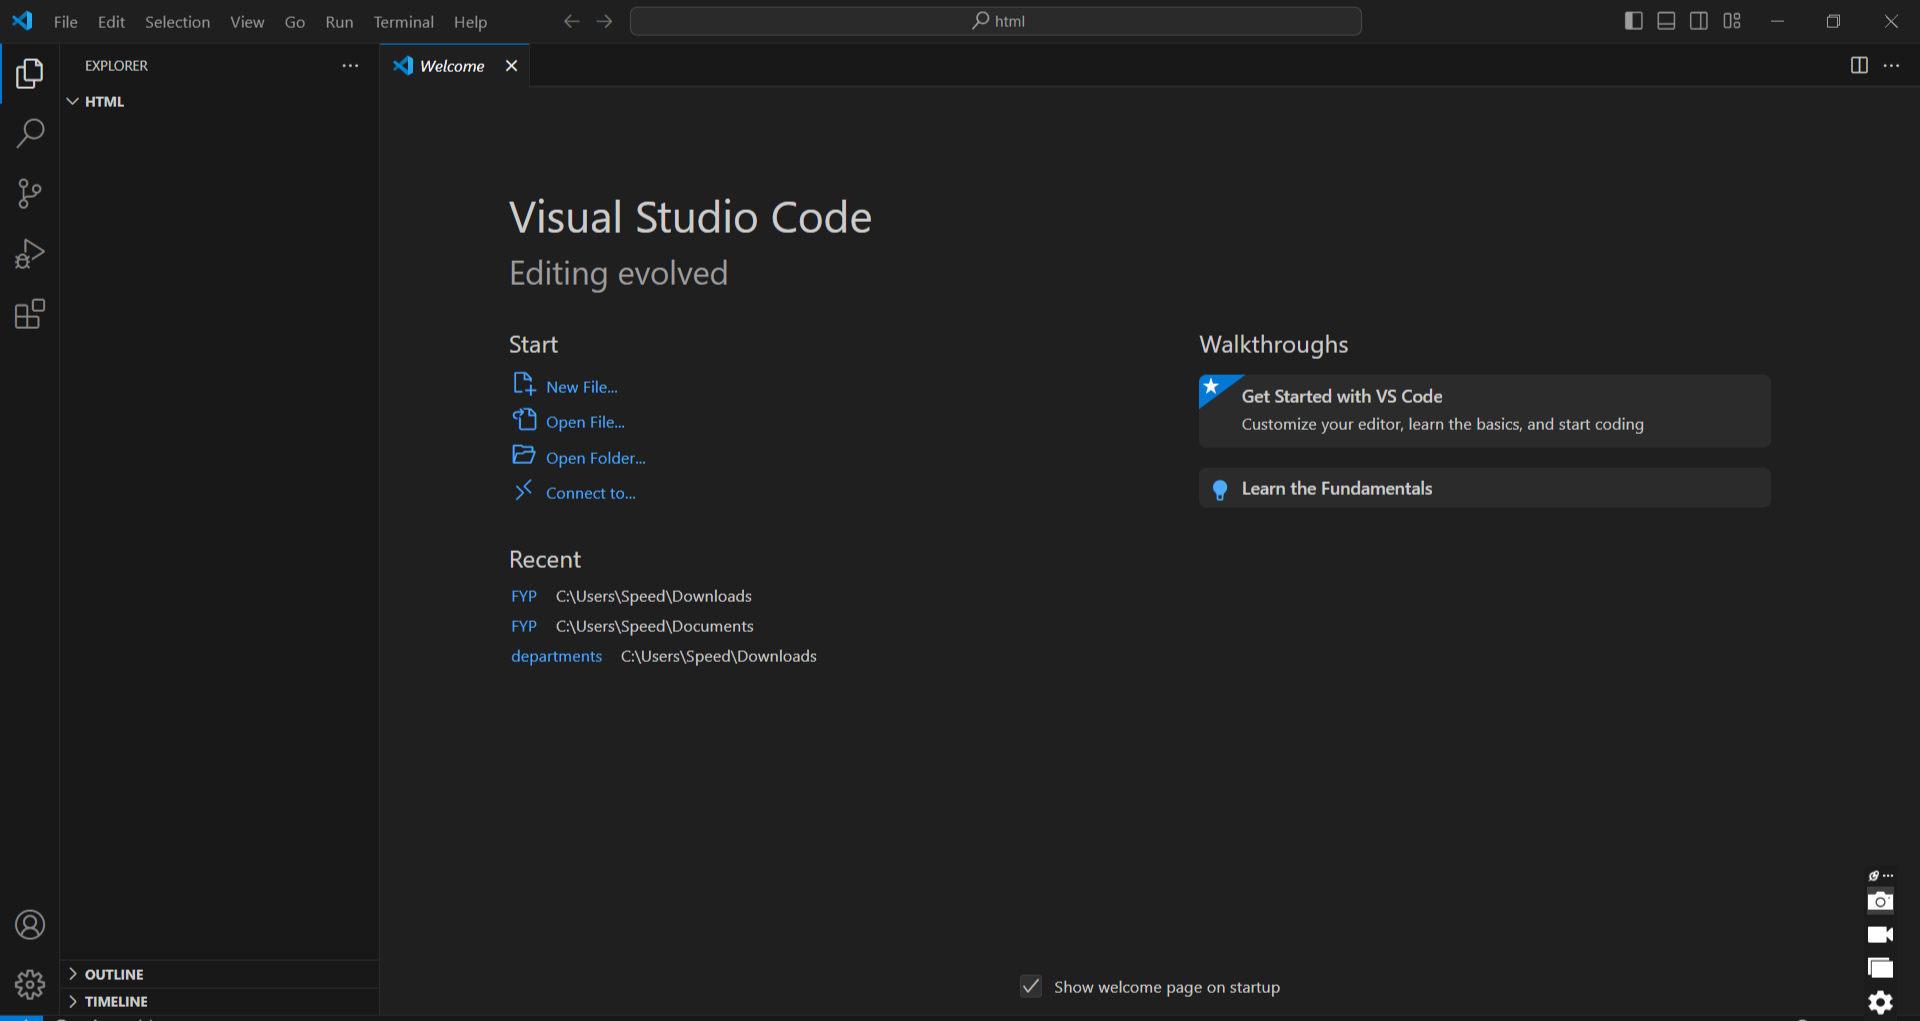 File Edit Selection View Go Run Terminal Help
html
EXPLORER
HTML
Welcome
Visual Studio Code
Editing evolved
Start
New File...
Open File...
Open Folder...
Connect to...
Recent
FYP C:\Users\Speed\Downloads
FYP C:\Users\Speed\Documents
departments C:\Users\Speed\Downloads
Walkthroughs
Get Started with VS Code
Customize your editor, learn the basics, and start coding
Learn the Fundamentals
OUTLINE
TIMELINE
Show welcome page on startup